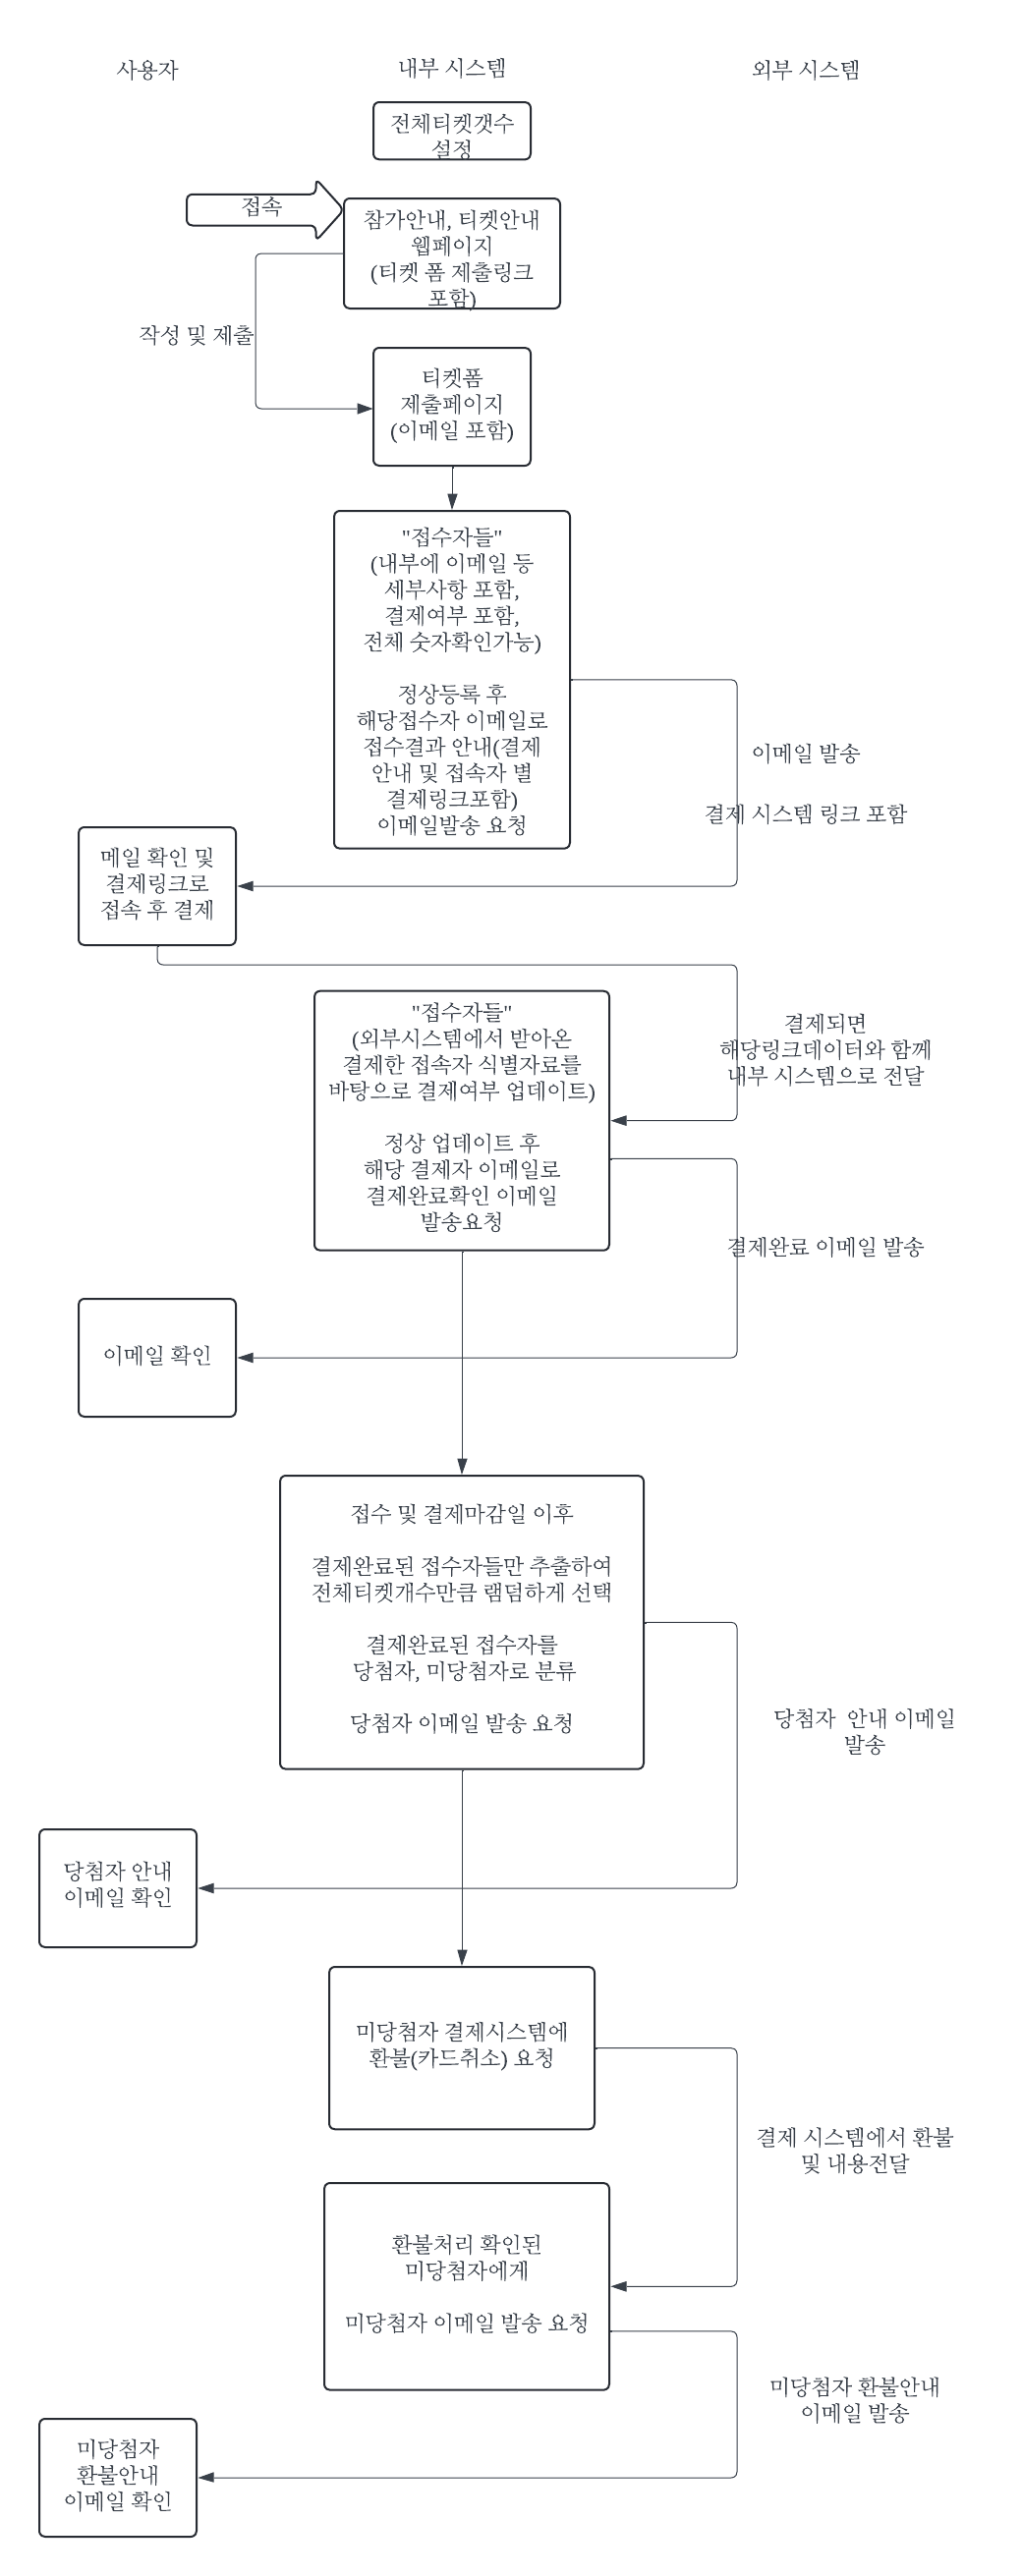 사용자
내부 시스템
외부 시스템
전체티켓갯수
설정
접속
참가안내, 티켓안내
웹페이지
(티켓 폼 제출링크
포함)
작성 및 제출
티켓폼
제출페이지
(이메일 포함)
"접수자들"
(내부에 이메일 등
세부사항 포함,
결제여부 포함,
전체 숫자확인가능)
정상등록 후
해당접수자 이메일로
접수결과 안내(결제
안내 및 접속자 별
결제링크포함)
이메일발송 요청
이메일 발송
결제 시스템 링크 포함
메일 확인 및
결제링크로
접속 후 결제
"접수자들"
(외부시스템에서 받아온
결제한 접속자 식별자료를
바탕으로 결제여부 업데이트)
정상 업데이트 후
해당 결제자 이메일로
결제완료확인 이메일
발송요청
결제되면
해당링크데이터와 함께
내부 시스템으로 전달
결제완료 이메일 발송
이메일 확인
접수 및 결제마감일 이후
결제완료된 접수자들만 추출하여
전체티켓개수만큼 램덤하게 선택
결제완료된 접수자를
당첨자, 미당첨자로 분류
당첨자 이메일 발송 요청
당첨자 안내 이메일
발송
당첨자 안내
이메일 확인
미당첨자 결제시스템에
환불(카드취소) 요청
결제 시스템에서 환불
및 내용전달
환불처리 확인된
미당첨자에게
미당첨자 이메일 발송 요청
미당첨자 환불안내
이메일 발송
미당첨자
환불안내
이메일 확인